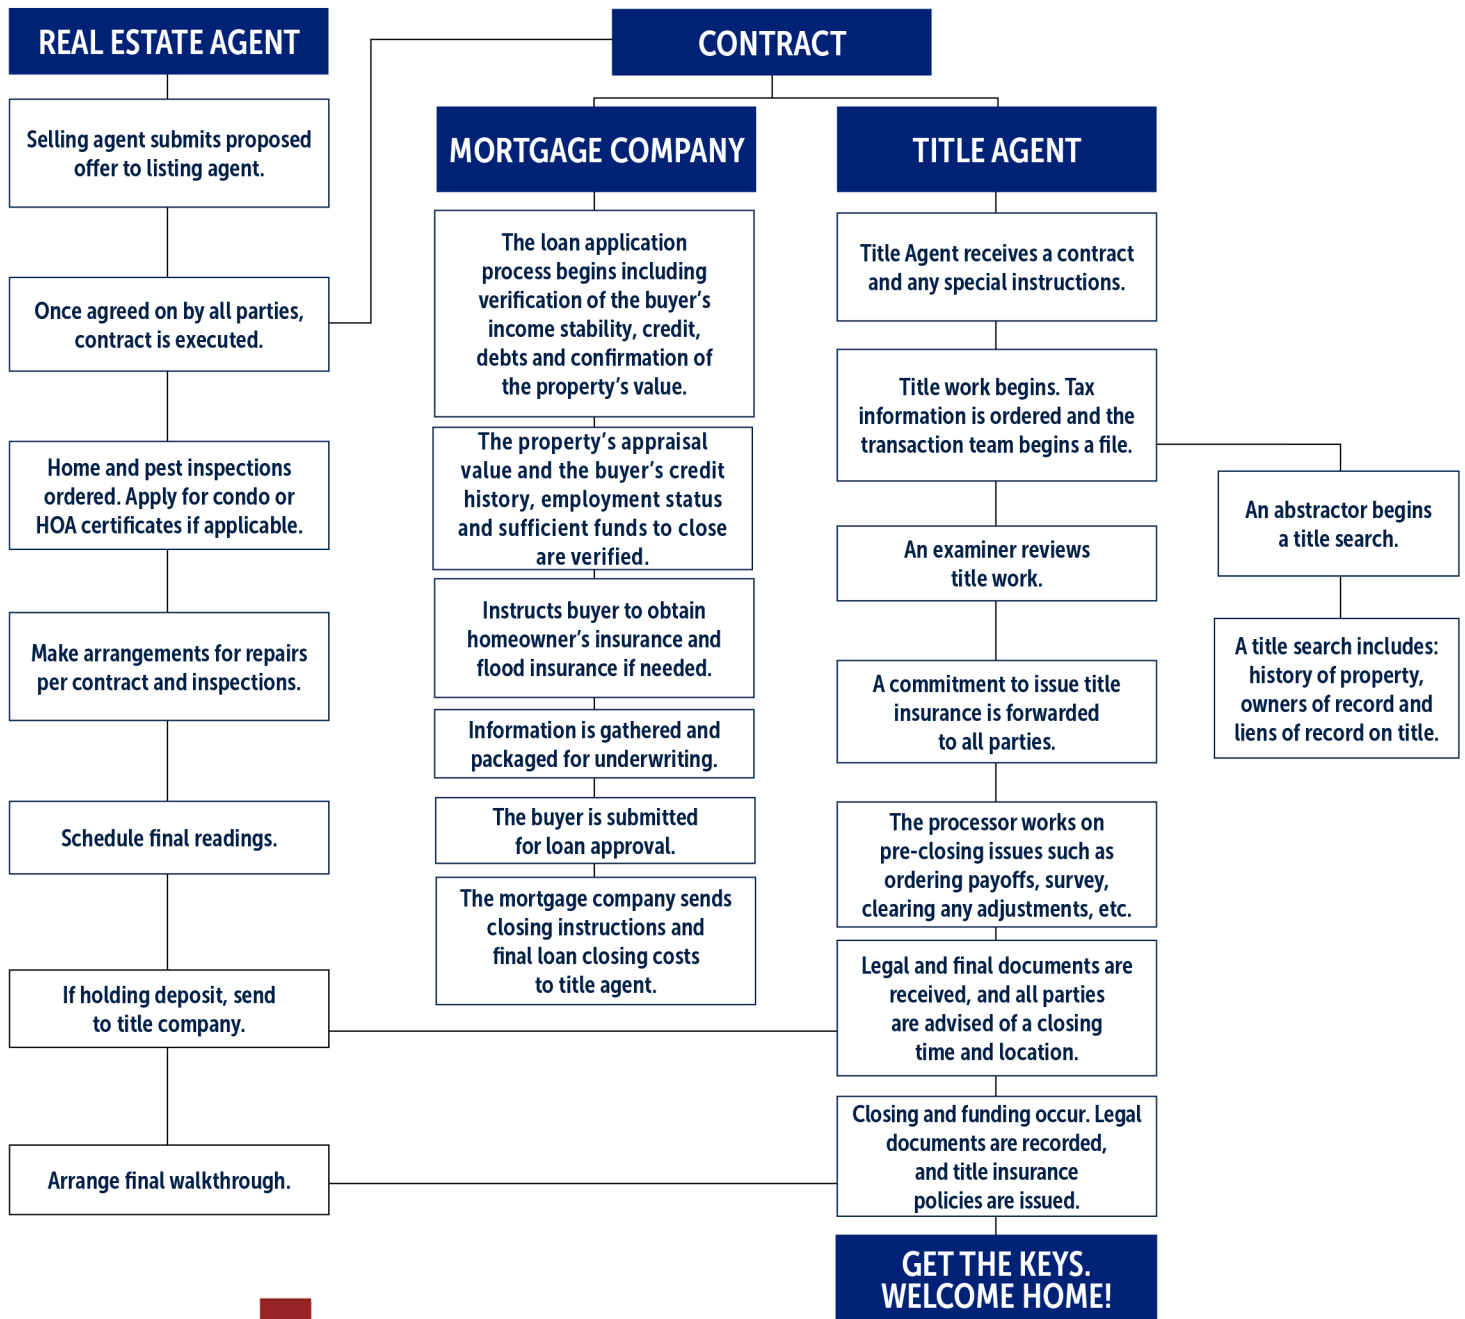 REAL ESTATE AGENT
Selling agent submits proposed
offer to listing agent.
Once agreed on by all parties,
contract is executed.
Home and pest inspections
ordered. Apply for condo or
HOA certificates if applicable.
Make arrangements for repairs
per contract and inspections.
Schedule final readings.
If holding deposit, send
to title company.
Arrange final walkthrough.
CONTRACT
MORTGAGE COMPANY
The loan application
process begins including
verification of the buyer’s
income stability, credit,
debts and confirmation of
the property’s value.
The property’s appraisal
value and the buyer’s credit
history, employment status
and sufficient funds to close
are verified.
Instructs buyer to obtain
homeowner’s insurance and
flood insurance if needed.
Information is gathered and
packaged for underwriting.
The buyer is submitted
for loan approval.
The mortgage company sends
closing instructions and
final loan closing costs
to title agent.
TITLE AGENT
Title Agent receives a contract
and any special instructions.
Title work begins. Tax
information is ordered and the
transaction team begins a file.
An examiner reviews
title work.
A commitment to issue title
insurance is forwarded
to all parties.
The processor works on
pre-closing issues such as
ordering payoffs, survey,
clearing any adjustments, etc.
Legal and final documents are
received, and all parties
are advised of a closing
time and location.
Closing and funding occur. Legal
documents are recorded,
and title insurance
policies are issued.
GET THE KEYS.
WELCOME HOME!
An abstractor begins
a title search.
A title search includes:
history of property,
owners of record and
liens of record on title.